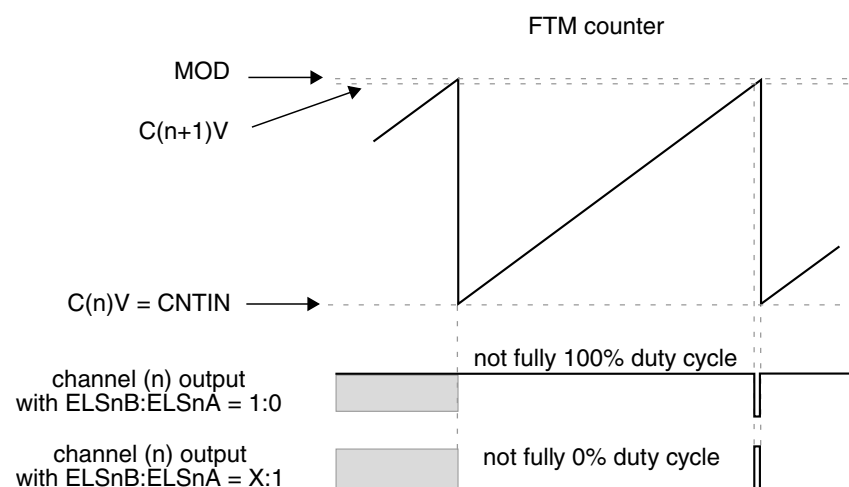 FTM counter
MOD
C(n+1)V
C(n)V = CNTIN
not fully 100% duty cycle
channel (n) output
with ELSnB:ELSnA = 1:0
channel (n) output
with ELSnB:ELSnA = X:1
not fully 0% duty cycle